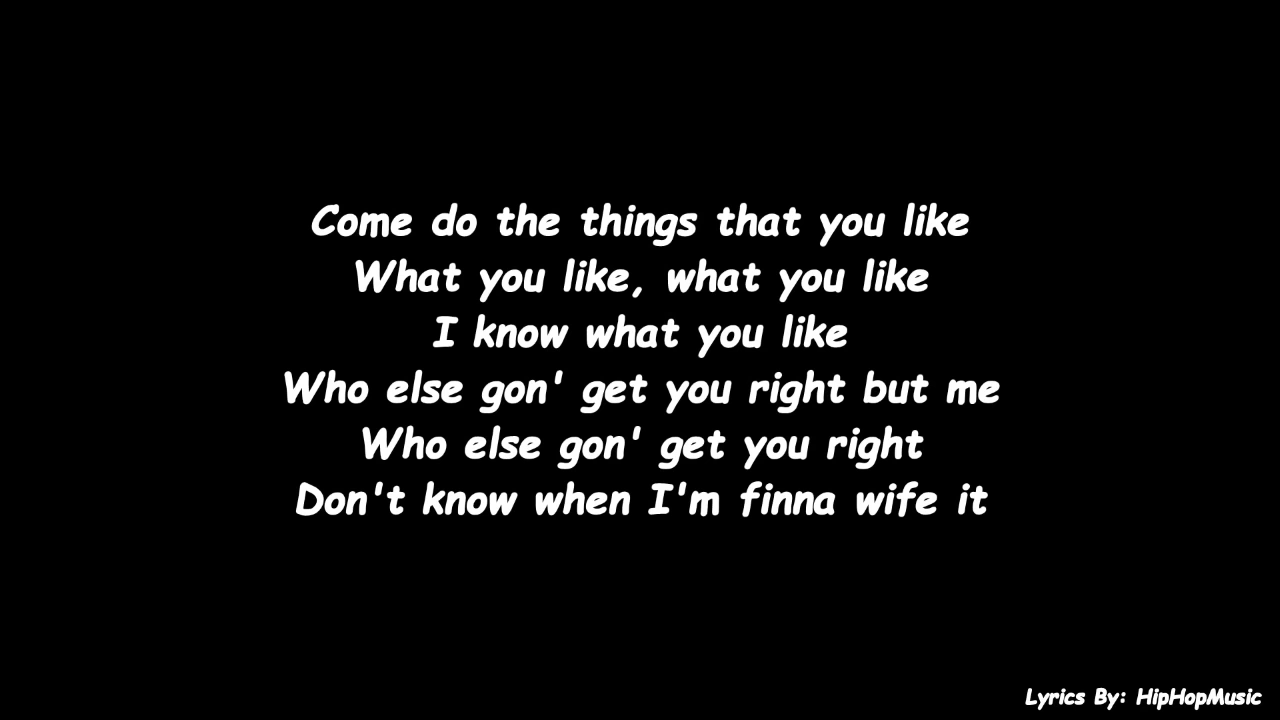 Come do the things that you like
What you like, what you like
I know what you like
Who else gon' get you right but me
Who else gon' get you right
Don't know when I'm finna wife it
Lyrics By: HipHopMusic